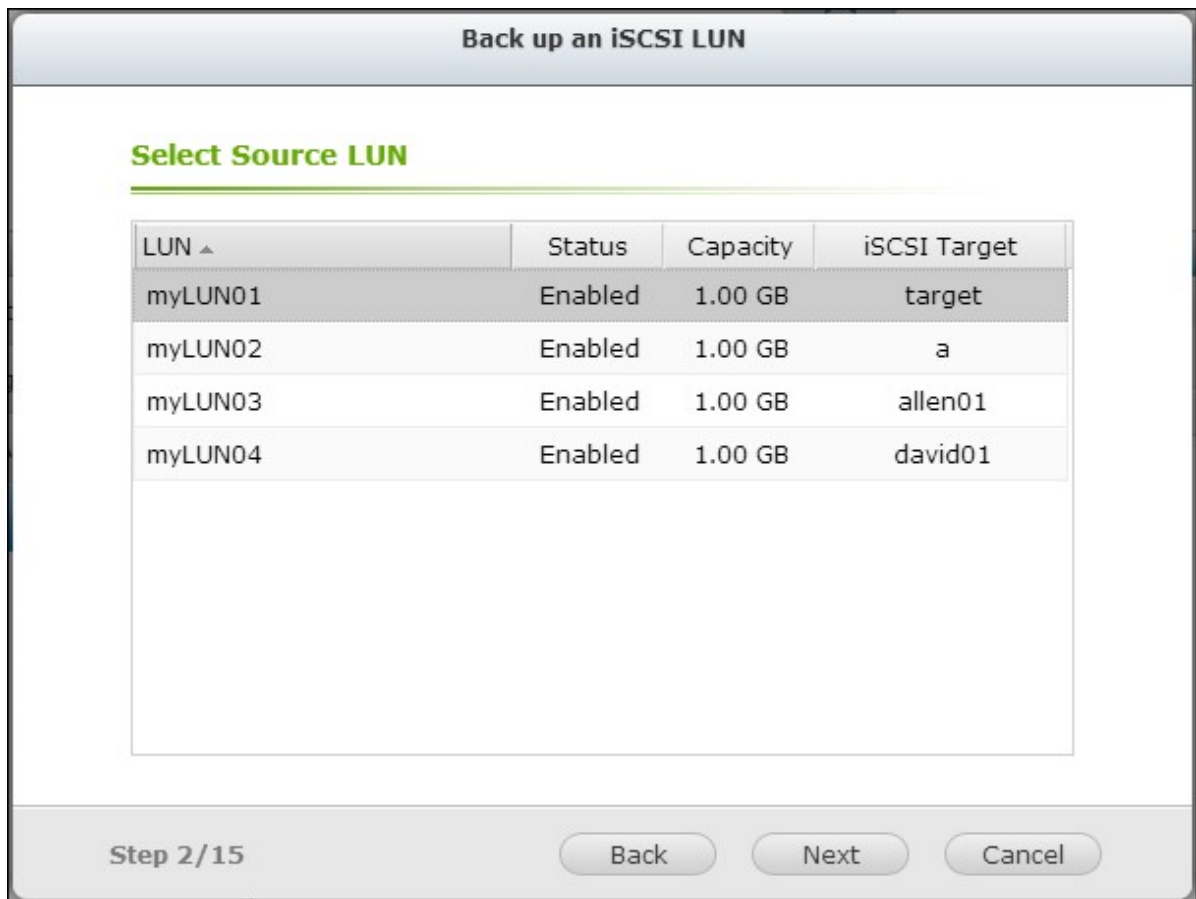 Back up an iSCSI LUN
Select Source LUN
LUN Status Capacity iSCSI Target
myLUN01 Enabled 1.00 GB target
myLUN02 Enabled 1.00 GB a
myLUN03 Enabled 1.00 GB allen01
myLUN04 Enabled 1.00 GB david01
Step 2/15 Back Next Cancel